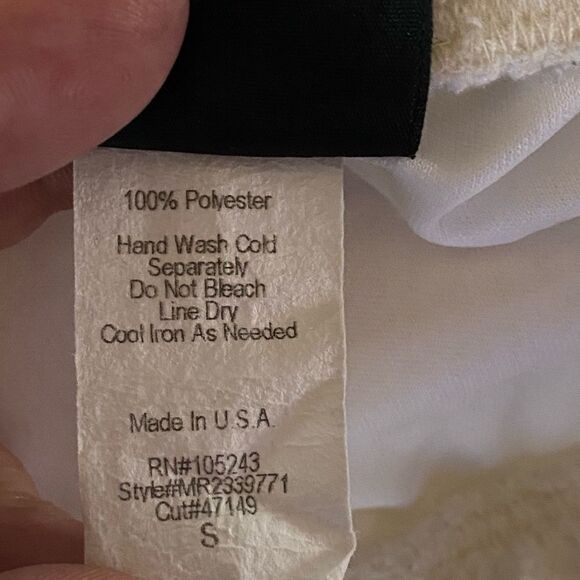 100% Polyester
Hand Wash Cold
Separately
Do Not Bleach
Line Dry
Cool Iron As Needed
Made In U.S.A.
RN#105243
Style#MR2339771
Cut#47149
S